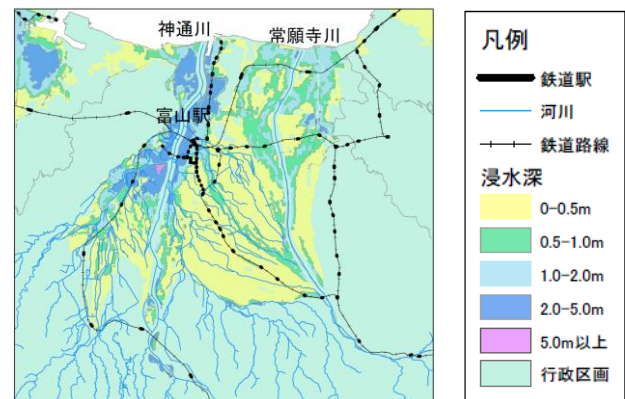 神通川
常願寺川
富山駅
凡例
鉄道駅
河川
鉄道路線
浸水深
0-0.5m
0.5-1.0m
1.0-2.0m
2.0-5.0m
5.0m以上
行政区画